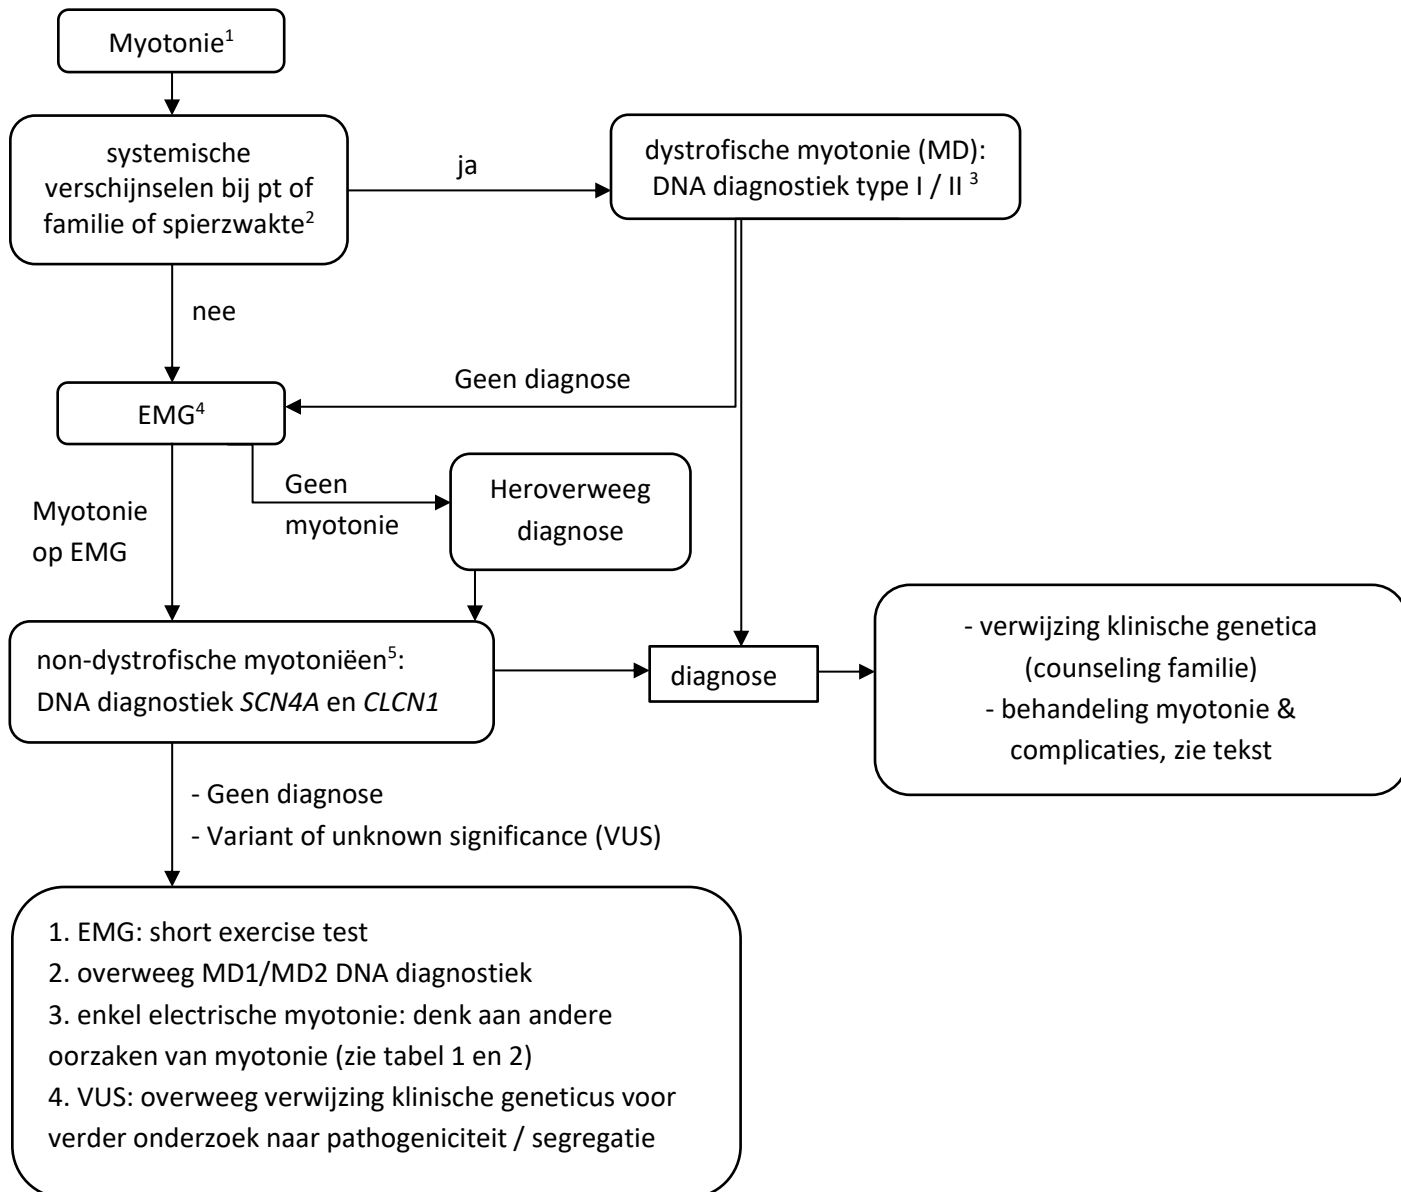 Myotonie¹
systemische
verschijnselen bij pt of
familie of spierzwakte²
ja
dystrofische myotonie (MD):
DNA diagnostiek type I / II ³
nee
Geen diagnose
EMG⁴
Geen
myotonie
Heroverweeg
diagnose
Myotonie
op EMG
non-dystrofische myotoniëen⁵:
DNA diagnostiek SCN4A en CLCN1
diagnose
- verwijzing klinische genetica
(counseling familie)
- behandeling myotonie &
complicaties, zie tekst
- Geen diagnose
- Variant of unknown significance (VUS)
1. EMG: short exercise test
2. overweeg MD1/MD2 DNA diagnostiek
3. enkel electrische myotonie: denk aan andere
oorzaken van myotonie (zie tabel 1 en 2)
4. VUS: overweeg verwijzing klinische geneticus voor
verder onderzoek naar pathogeniciteit / segregatie